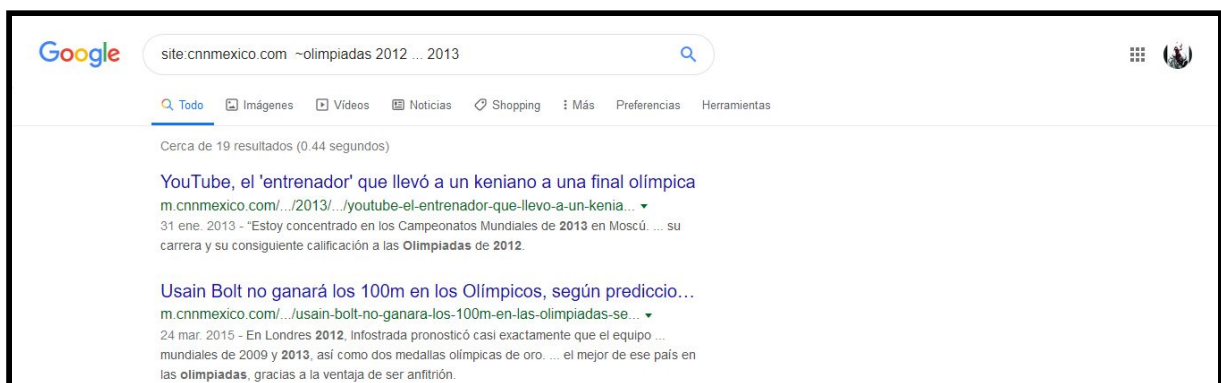 Google
site:cnnmexico.com ~olimpiadas 2012 ... 2013
Todo Imágenes Vídeos Noticias Shopping Más Preferencias Herramientas
Cerca de 19 resultados (0.44 segundos)
YouTube, el 'entrenador' que llevó a un keniano a una final olímpica
m.cnnmexico.com/.../2013/.../youtube-el-entrenador-que-llevo-a-un-kenia...
31 ene. 2013 - “Estoy concentrado en los Campeonatos Mundiales de 2013 en Moscú. ... su
carrera y su consiguiente calificación a las Olimpiadas de 2012.
Usain Bolt no ganará los 100m en los Olímpicos, según prediccio...
m.cnnmexico.com/.../usain-bolt-no-ganara-los-100m-en-las-olimpiadas-se...
24 mar. 2015 - En Londres 2012, Infostrada pronosticó casi exactamente que el equipo ...
mundiales de 2009 y 2013, así como dos medallas olímpicas de oro. ... el mejor de ese país en
las olimpiadas, gracias a la ventaja de ser anfitrión.